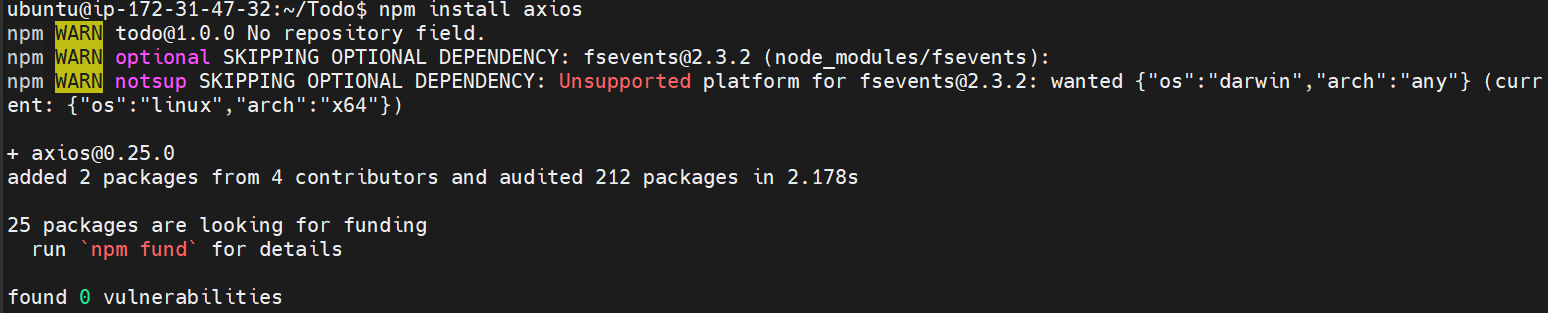 ubuntu@ip-172-31-47-32:~/Todo$ npm install axios
npm WARN todo@1.0.0 No repository field.
npm WARN optional SKIPPING OPTIONAL DEPENDENCY: fsevents@2.3.2 (node_modules/fsevents):
npm WARN notsup SKIPPING OPTIONAL DEPENDENCY: Unsupported platform for fsevents@2.3.2: wanted {"os":"darwin","arch":"any"} (curr
ent: {"os":"linux","arch":"x64"})
+ axios@0.25.0
added 2 packages from 4 contributors and audited 212 packages in 2.178s
25 packages are looking for funding
run `npm fund` for details
found 0 vulnerabilities